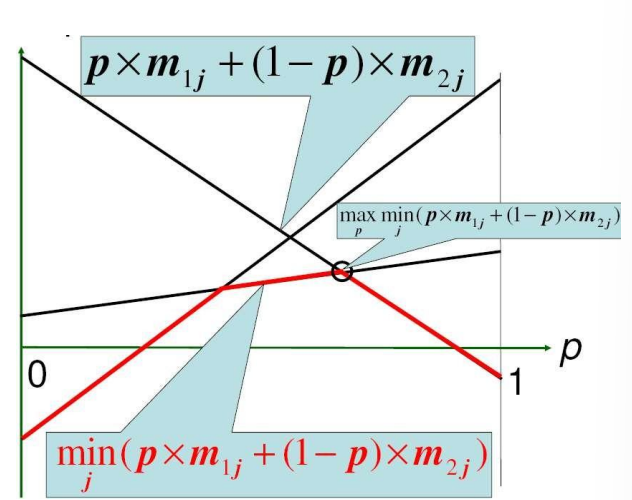 p×m₁ⱼ + (1 − p)×m₂ⱼ
max min (p×m₁ⱼ + (1 − p)×m₂ⱼ)
p j
p
0
1
min (p×m₁ⱼ + (1 − p)×m₂ⱼ)
j